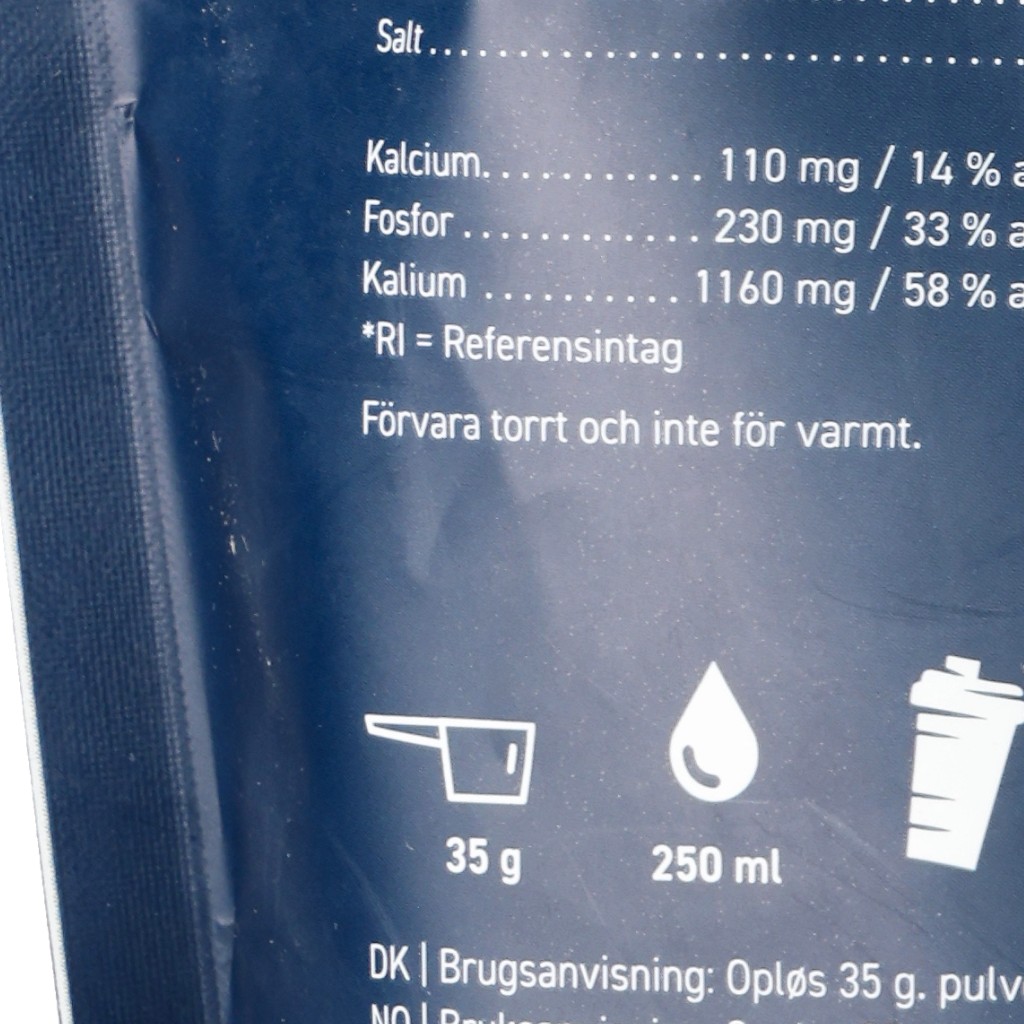 Salt
Kalcium. . . . . . . . . . . 110 mg / 14 %
Fosfor . . . . . . . . . . . . 230 mg / 33 %
Kalium . . . . . . . . . . 1160 mg / 58 %
*RI = Referensintag
Förvara torrt och inte för varmt.
35 g 250 ml
DK | Brugsanvisning: Opløs 35 g.
NO |